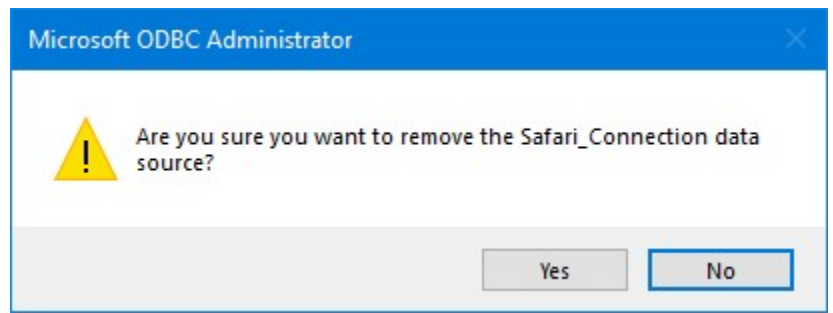 Microsoft ODBC Administrator
Are you sure you want to remove the Safari_Connection data
source?
Yes No